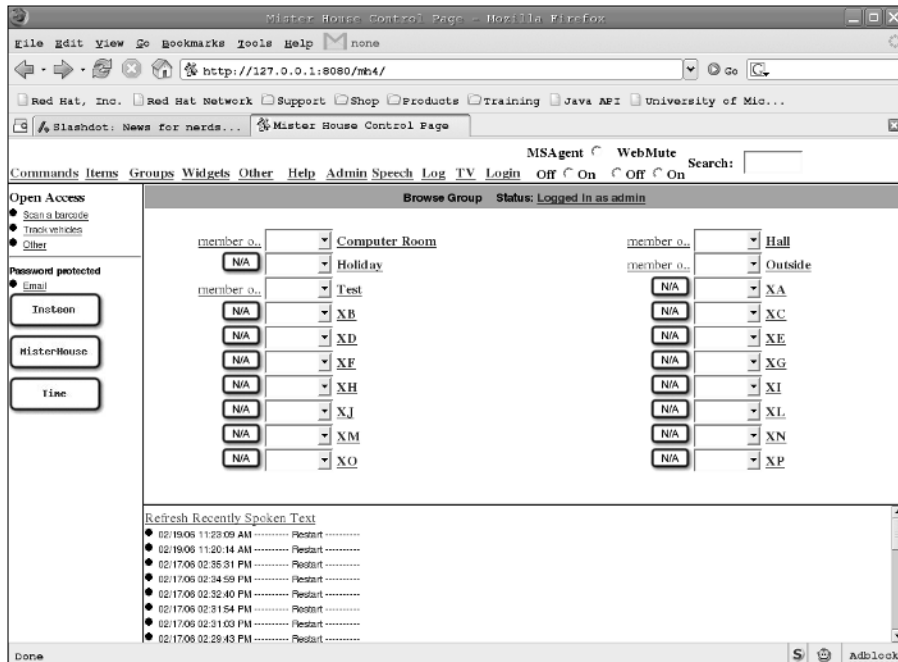 Mister House Control Page - Mozilla Firefox
File Edit View Go Bookmarks Tools Help none
http://127.0.0.1:8080/mh4/ Go
Red Hat, Inc. Red Hat Network Support Shop Products Training Java API University of Mic...
Slashdot: News for nerds... Mister House Control Page
MSAgent WebMute
Commands Items Groups Widgets Other Help Admin Speech Log TV Login Off On Off On Search:
Open Access
Scan a barcode
Track vehicles
Other
Password protected
Email
Insteon
MisterHouse
Time
Browse Group Status: Logged in as admin
member o.. Computer Room member o.. Hall
N/A Holiday member o.. Outside
member o.. Test N/A XA
N/A XB N/A XC
N/A XD N/A XE
N/A XF N/A XG
N/A XH N/A XI
N/A XJ N/A XL
N/A XM N/A XN
N/A XO N/A XP
Refresh Recently Spoken Text
02/19/06 11:23:09 AM ---------- Restart ----------
02/19/06 11:20:14 AM ---------- Restart ----------
02/17/06 02:35:31 PM ---------- Restart ----------
02/17/06 02:34:59 PM ---------- Restart ----------
02/17/06 02:32:40 PM ---------- Restart ----------
02/17/06 02:31:54 PM ---------- Restart ----------
02/17/06 02:31:03 PM ---------- Restart ----------
02/17/06 02:29:43 PM ---------- Restart ----------
Done S Adblock